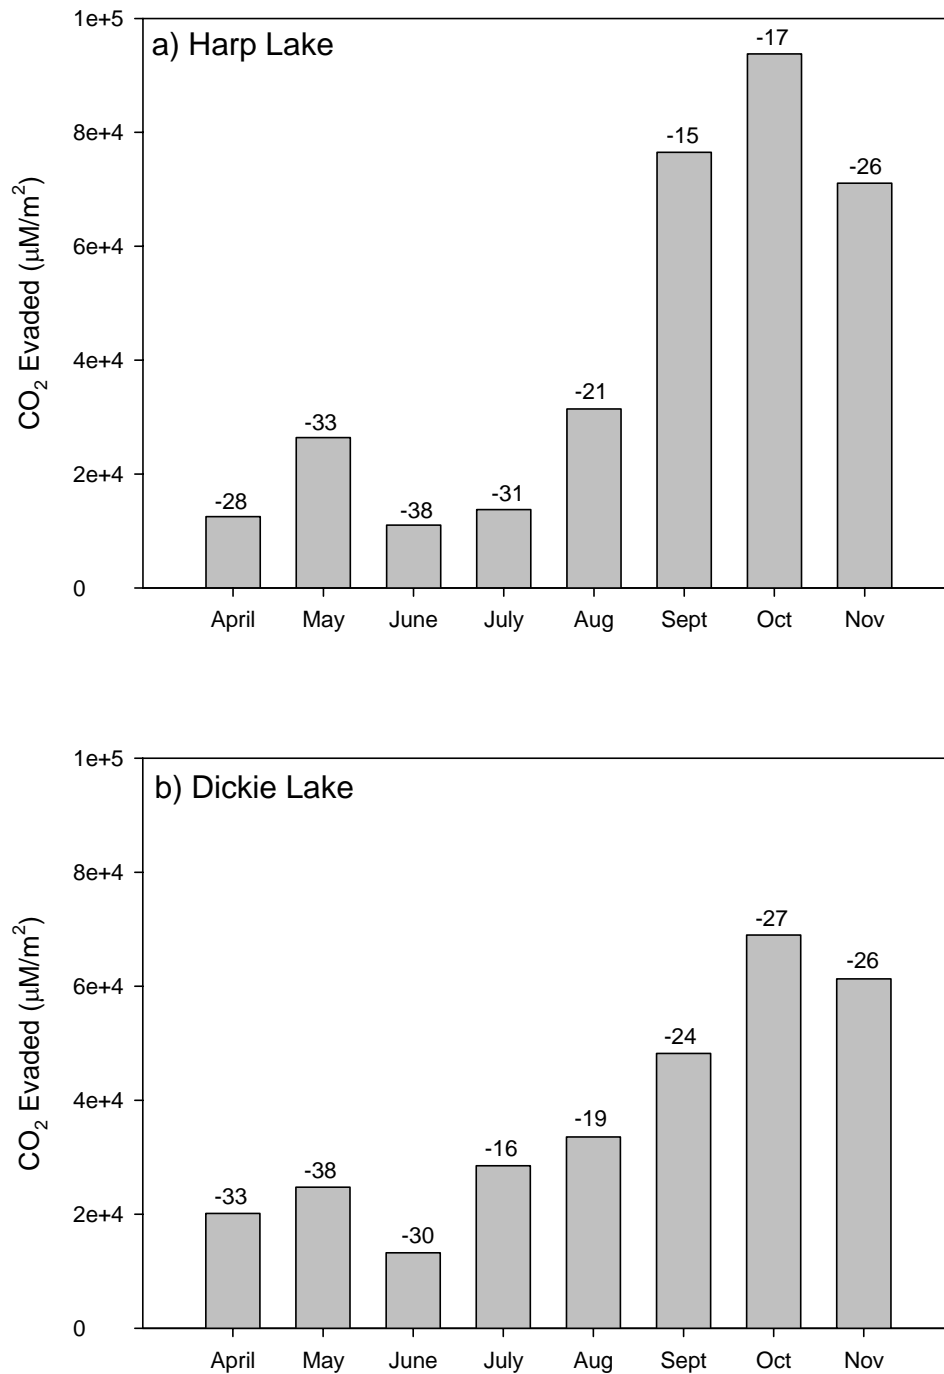 a) Harp Lake
CO₂ Evaded (μM/m²)
1e+5
8e+4
6e+4
4e+4
2e+4
0
-28
-33
-38
-31
-21
-15
-17
-26
April May June July Aug Sept Oct Nov
b) Dickie Lake
CO₂ Evaded (μM/m²)
1e+5
8e+4
6e+4
4e+4
2e+4
0
-33
-38
-30
-16
-19
-24
-27
-26
April May June July Aug Sept Oct Nov